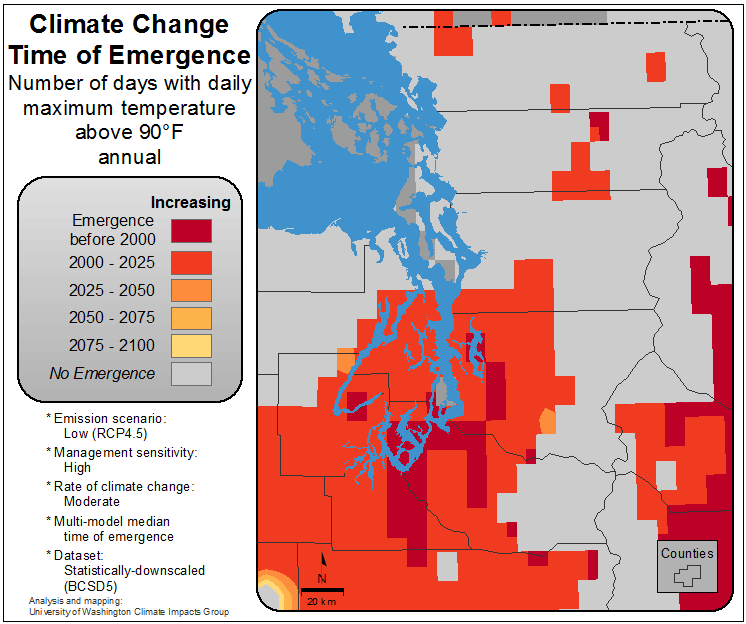 Climate Change
Time of Emergence
Number of days with daily
maximum temperature
above 90°F
annual
Increasing
Emergence
before 2000
2000 - 2025
2025 - 2050
2050 - 2075
2075 - 2100
No Emergence
* Emission scenario:
Low (RCP4.5)
* Management sensitivity:
High
* Rate of climate change:
Moderate
* Multi-model median
time of emergence
* Dataset:
Statistically-downscaled
(BCSD5)
Analysis and mapping:
University of Washington Climate Impacts Group
N
20 km
Counties